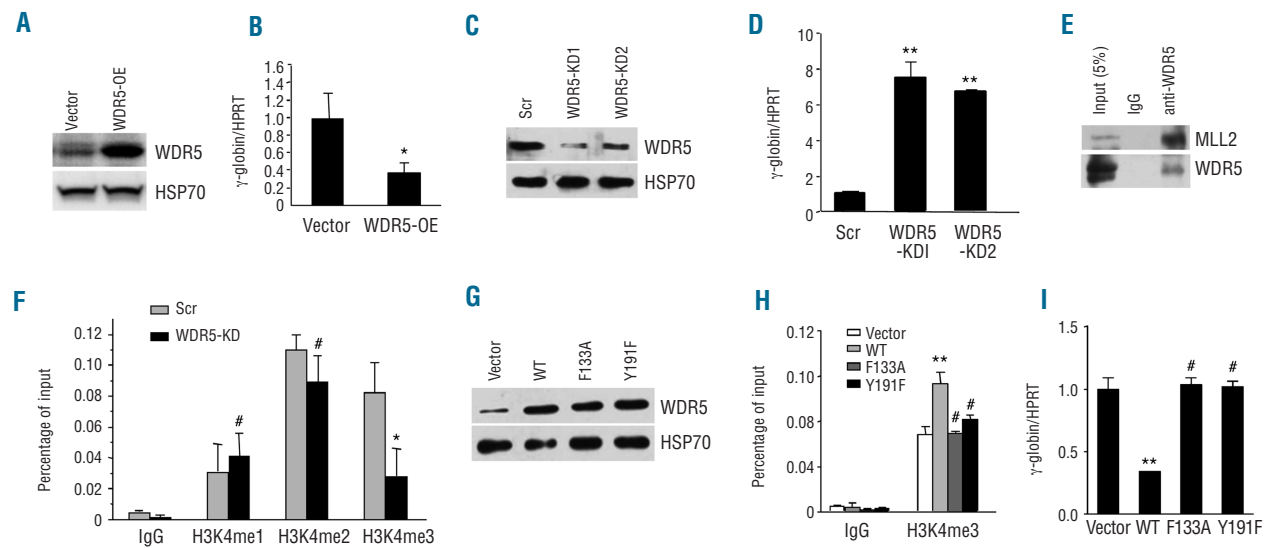 A
Vector
WDR5-OE
WDR5
HSP70
B
γ-globin/HPRT
1.6
1.4
1.2
1.0
0.8
0.6
0.4
0.2
0
*
Vector
WDR5-OE
C
Scr
WDR5-KD1
WDR5-KD2
WDR5
HSP70
D
γ-globin/HPRT
10
8
6
4
2
0
**
**
Scr
WDR5
-KDI
WDR5
-KD2
E
Input (5%)
IgG
anti-WDR5
MLL2
WDR5
F
Scr
WDR5-KD
Percentage of input
0.12
0.10
0.08
0.06
0.04
0.02
0
#
#
*
IgG
H3K4me1
H3K4me2
H3K4me3
G
Vector
WT
F133A
Y191F
WDR5
HSP70
H
Vector
WT
F133A
Y191F
Percentage of input
0.12
0.10
0.08
0.04
0
**
#
#
IgG
H3K4me3
I
γ-globin/HPRT
1.5
1.0
0.5
0.0
**
#
#
Vector WT F133A Y191F